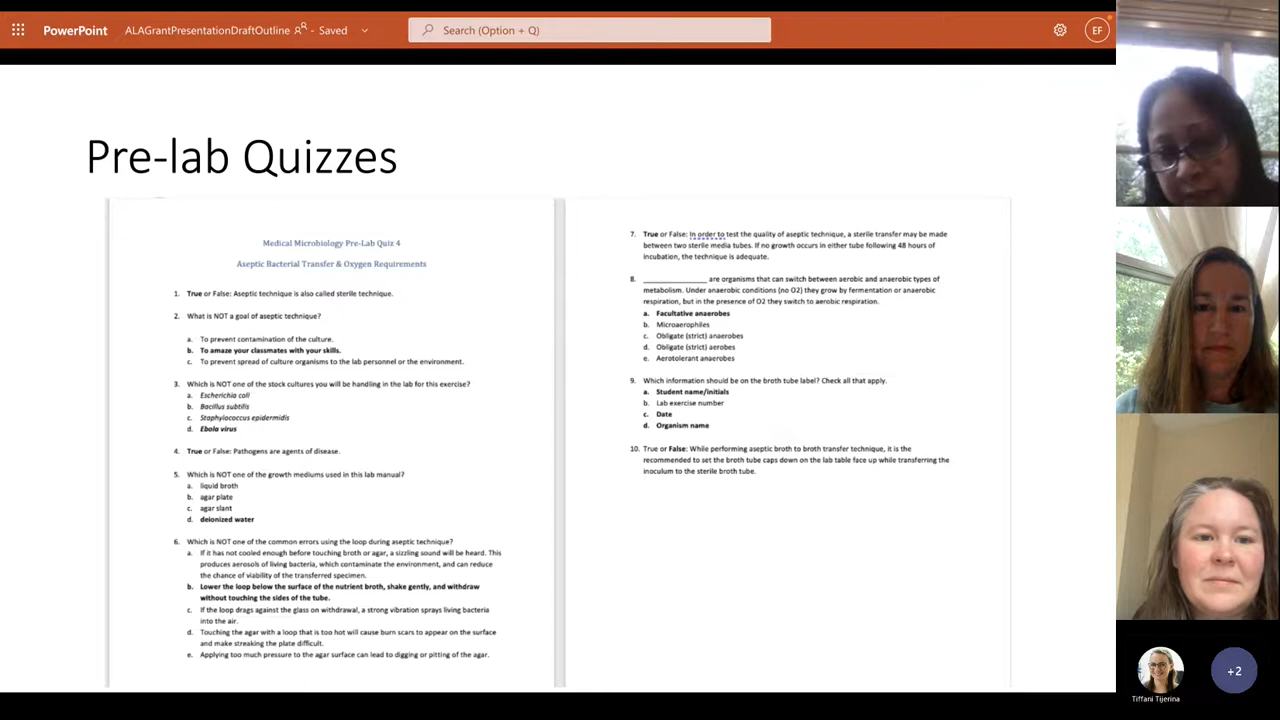 PowerPoint
ALAGrantPresentationDraftOutline - Saved
Search (Option + Q)
EF
Pre-lab Quizzes
Medical Microbiology Pre-Lab Quiz 4
Aseptic Bacterial Transfer & Oxygen Requirements
1. True or False: Aseptic technique is also called sterile technique.
2. What is NOT a goal of aseptic technique?
a. To prevent contamination of the culture.
b. To amaze your classmates with your skills.
c. To prevent spread of culture organisms to the lab personnel or the environment.
3. Which is NOT one of the stock cultures you will be handling in the lab for this exercise?
a. Escherichia coli
b. Bacillus subtilis
c. Staphylococcus epidermidis
d. Ebola virus
4. True or False: Pathogens are agents of disease.
5. Which is NOT one of the growth mediums used in this lab manual?
a. liquid broth
b. agar plate
c. agar slant
d. deionized water
6. Which is NOT one of the common errors using the loop during aseptic technique?
a. If it has not cooled enough before touching broth or agar, a sizzling sound will be heard. This
produces aerosols of living bacteria, which contaminate the environment, and can reduce
the chance of viability of the transferred specimen.
b. Lower the loop below the surface of the nutrient broth, shake gently, and withdraw
without touching the sides of the tube.
c. If the loop drags against the glass on withdrawal, a strong vibration sprays living bacteria
into the air.
d. Touching the agar with a loop that is too hot will cause burn scars to appear on the surface
and make streaking the plate difficult.
e. Applying too much pressure to the agar surface can lead to digging or pitting of the agar.
7. True or False: In order to test the quality of aseptic technique, a sterile transfer may be made
between two sterile media tubes. If no growth occurs in either tube following 48 hours of
incubation, the technique is adequate.
8. ______________ are organisms that can switch between aerobic and anaerobic types of
metabolism. Under anaerobic conditions (no O2) they grow by fermentation or anaerobic
respiration, but in the presence of O2 they switch to aerobic respiration.
a. Facultative anaerobes
b. Microaerophiles
c. Obligate (strict) anaerobes
d. Obligate (strict) aerobes
e. Aerotolerant anaerobes
9. Which information should be on the broth tube label? Check all that apply.
a. Student name/initials
b. Lab exercise number
c. Date
d. Organism name
10. True or False: While performing aseptic broth to broth transfer technique, it is the
recommended to set the broth tube caps down on the lab table face up while transferring the
inoculum to the sterile broth tube.
Tiffani Tijerina
+2